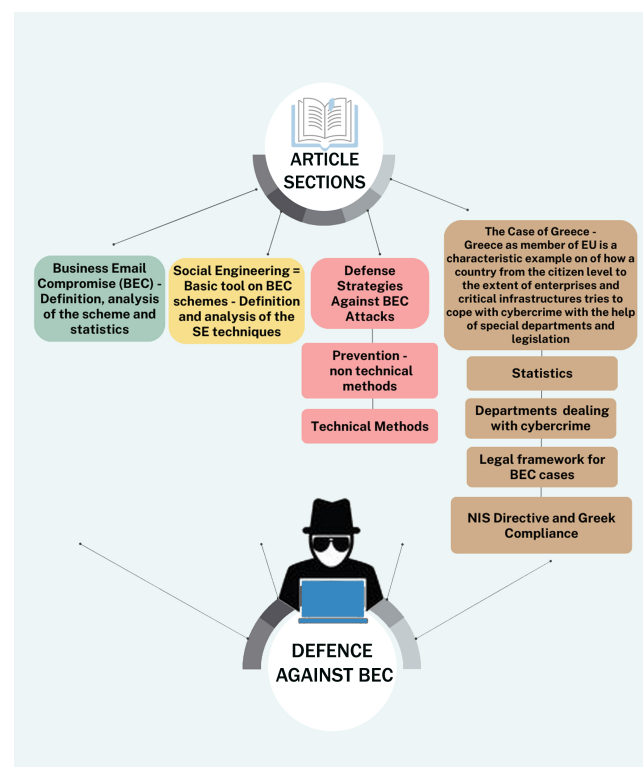 ARTICLE
SECTIONS
Business Email
Compromise (BEC) -
Definition, analysis
of the scheme and
statistics
Social Engineering =
Basic tool on BEC
schemes - Definition
and analysis of the
SE techniques
Defense
Strategies
Against BEC
Attacks
Prevention -
non technical
methods
Technical Methods
The Case of Greece -
Greece as member of EU is a
characteristic example on of how a
country from the citizen level to
the extent of enterprises and
critical infrastructures tries to
cope with cybercrime with the help
of special departments and
legislation
Statistics
Departments dealing
with cybercrime
Legal framework for
BEC cases
NIS Directive and Greek
Compliance
DEFENCE
AGAINST BEC